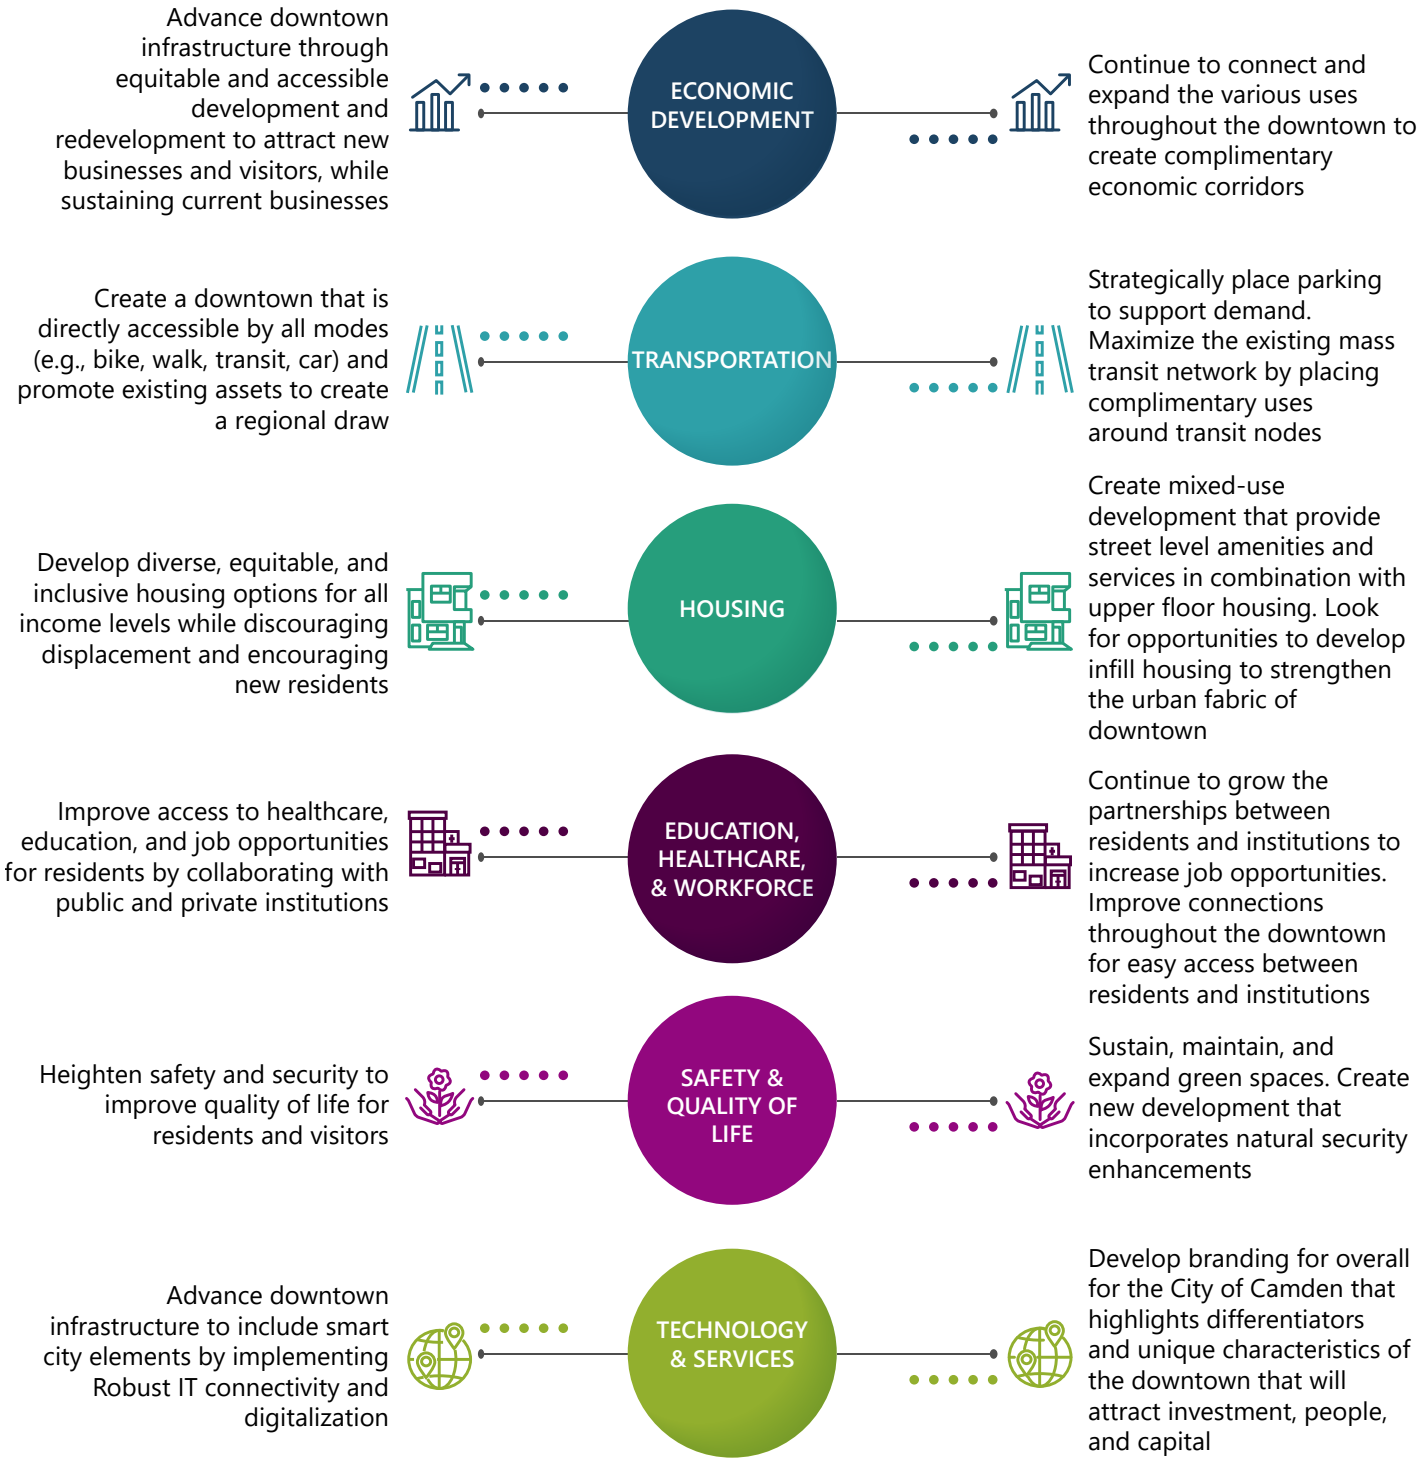 Advance downtown
infrastructure through
equitable and accessible
development and
redevelopment to attract new
businesses and visitors, while
sustaining current businesses
ECONOMIC
DEVELOPMENT
Continue to connect and
expand the various uses
throughout the downtown to
create complimentary
economic corridors
Create a downtown that is
directly accessible by all modes
(e.g., bike, walk, transit, car) and
promote existing assets to create
a regional draw
TRANSPORTATION
Strategically place parking
to support demand.
Maximize the existing mass
transit network by placing
complimentary uses
around transit nodes
Develop diverse, equitable, and
inclusive housing options for all
income levels while discouraging
displacement and encouraging
new residents
HOUSING
Create mixed-use
development that provide
street level amenities and
services in combination with
upper floor housing. Look
for opportunities to develop
infill housing to strengthen
the urban fabric of
downtown
Improve access to healthcare,
education, and job opportunities
for residents by collaborating with
public and private institutions
EDUCATION,
HEALTHCARE,
& WORKFORCE
Continue to grow the
partnerships between
residents and institutions to
increase job opportunities.
Improve connections
throughout the downtown
for easy access between
residents and institutions
Heighten safety and security to
improve quality of life for
residents and visitors
SAFETY &
QUALITY OF
LIFE
Sustain, maintain, and
expand green spaces. Create
new development that
incorporates natural security
enhancements
Advance downtown
infrastructure to include smart
city elements by implementing
Robust IT connectivity and
digitalization
TECHNOLOGY
& SERVICES
Develop branding for overall
for the City of Camden that
highlights differentiators
and unique characteristics of
the downtown that will
attract investment, people,
and capital